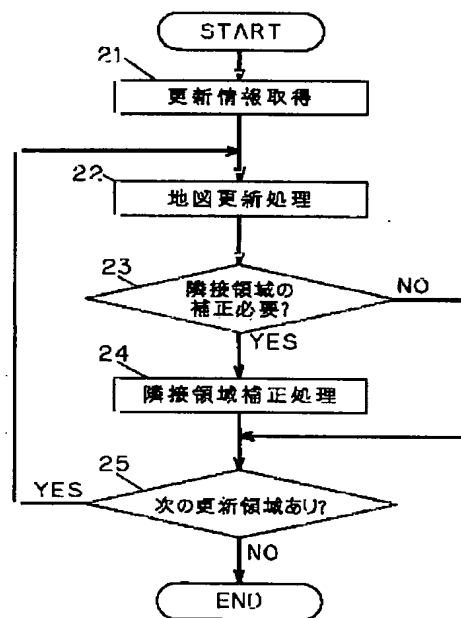 START
21
更新情報取得
22
地図更新処理
23
隣接領域の
補正必要?
NO
YES
24
隣接領域補正処理
25
YES
次の更新領域あり?
NO
END